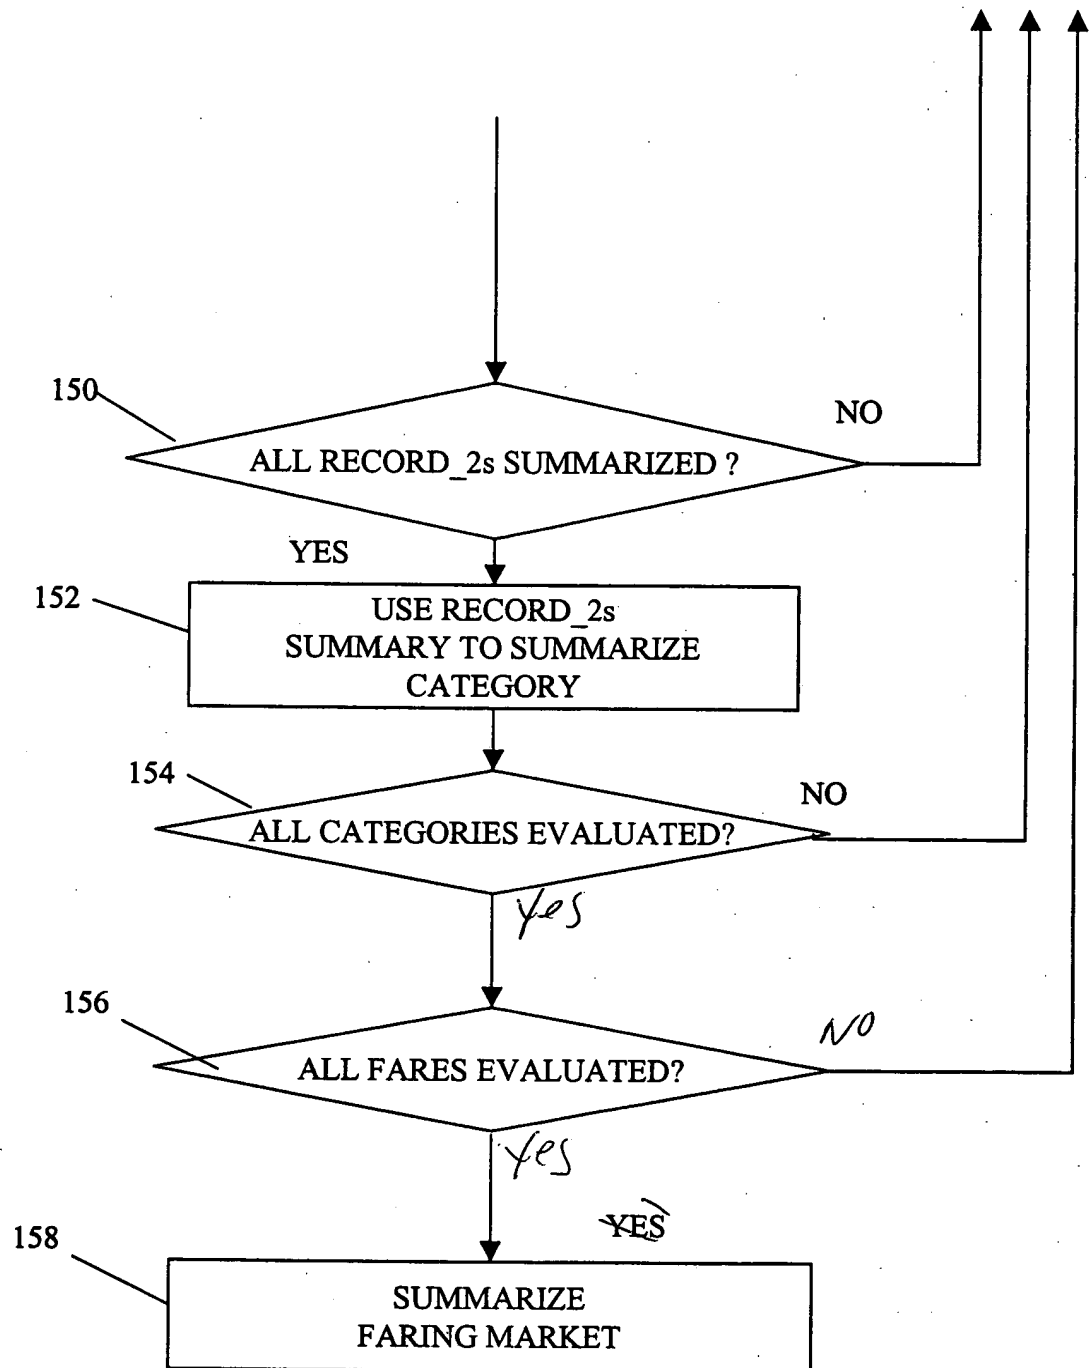 150
NO
ALL RECORD_2s SUMMARIZED ?
YES
152
USE RECORD_2s
SUMMARY TO SUMMARIZE
CATEGORY
154
NO
ALL CATEGORIES EVALUATED?
Yes
156
NO
ALL FARES EVALUATED?
Yes
YES
158
SUMMARIZE
FARING MARKET